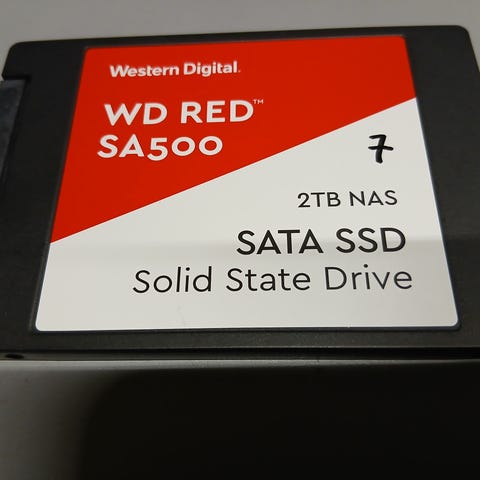 Western Digital.
WD RED™
SA500
7
2TB NAS
SATA SSD
Solid State Drive